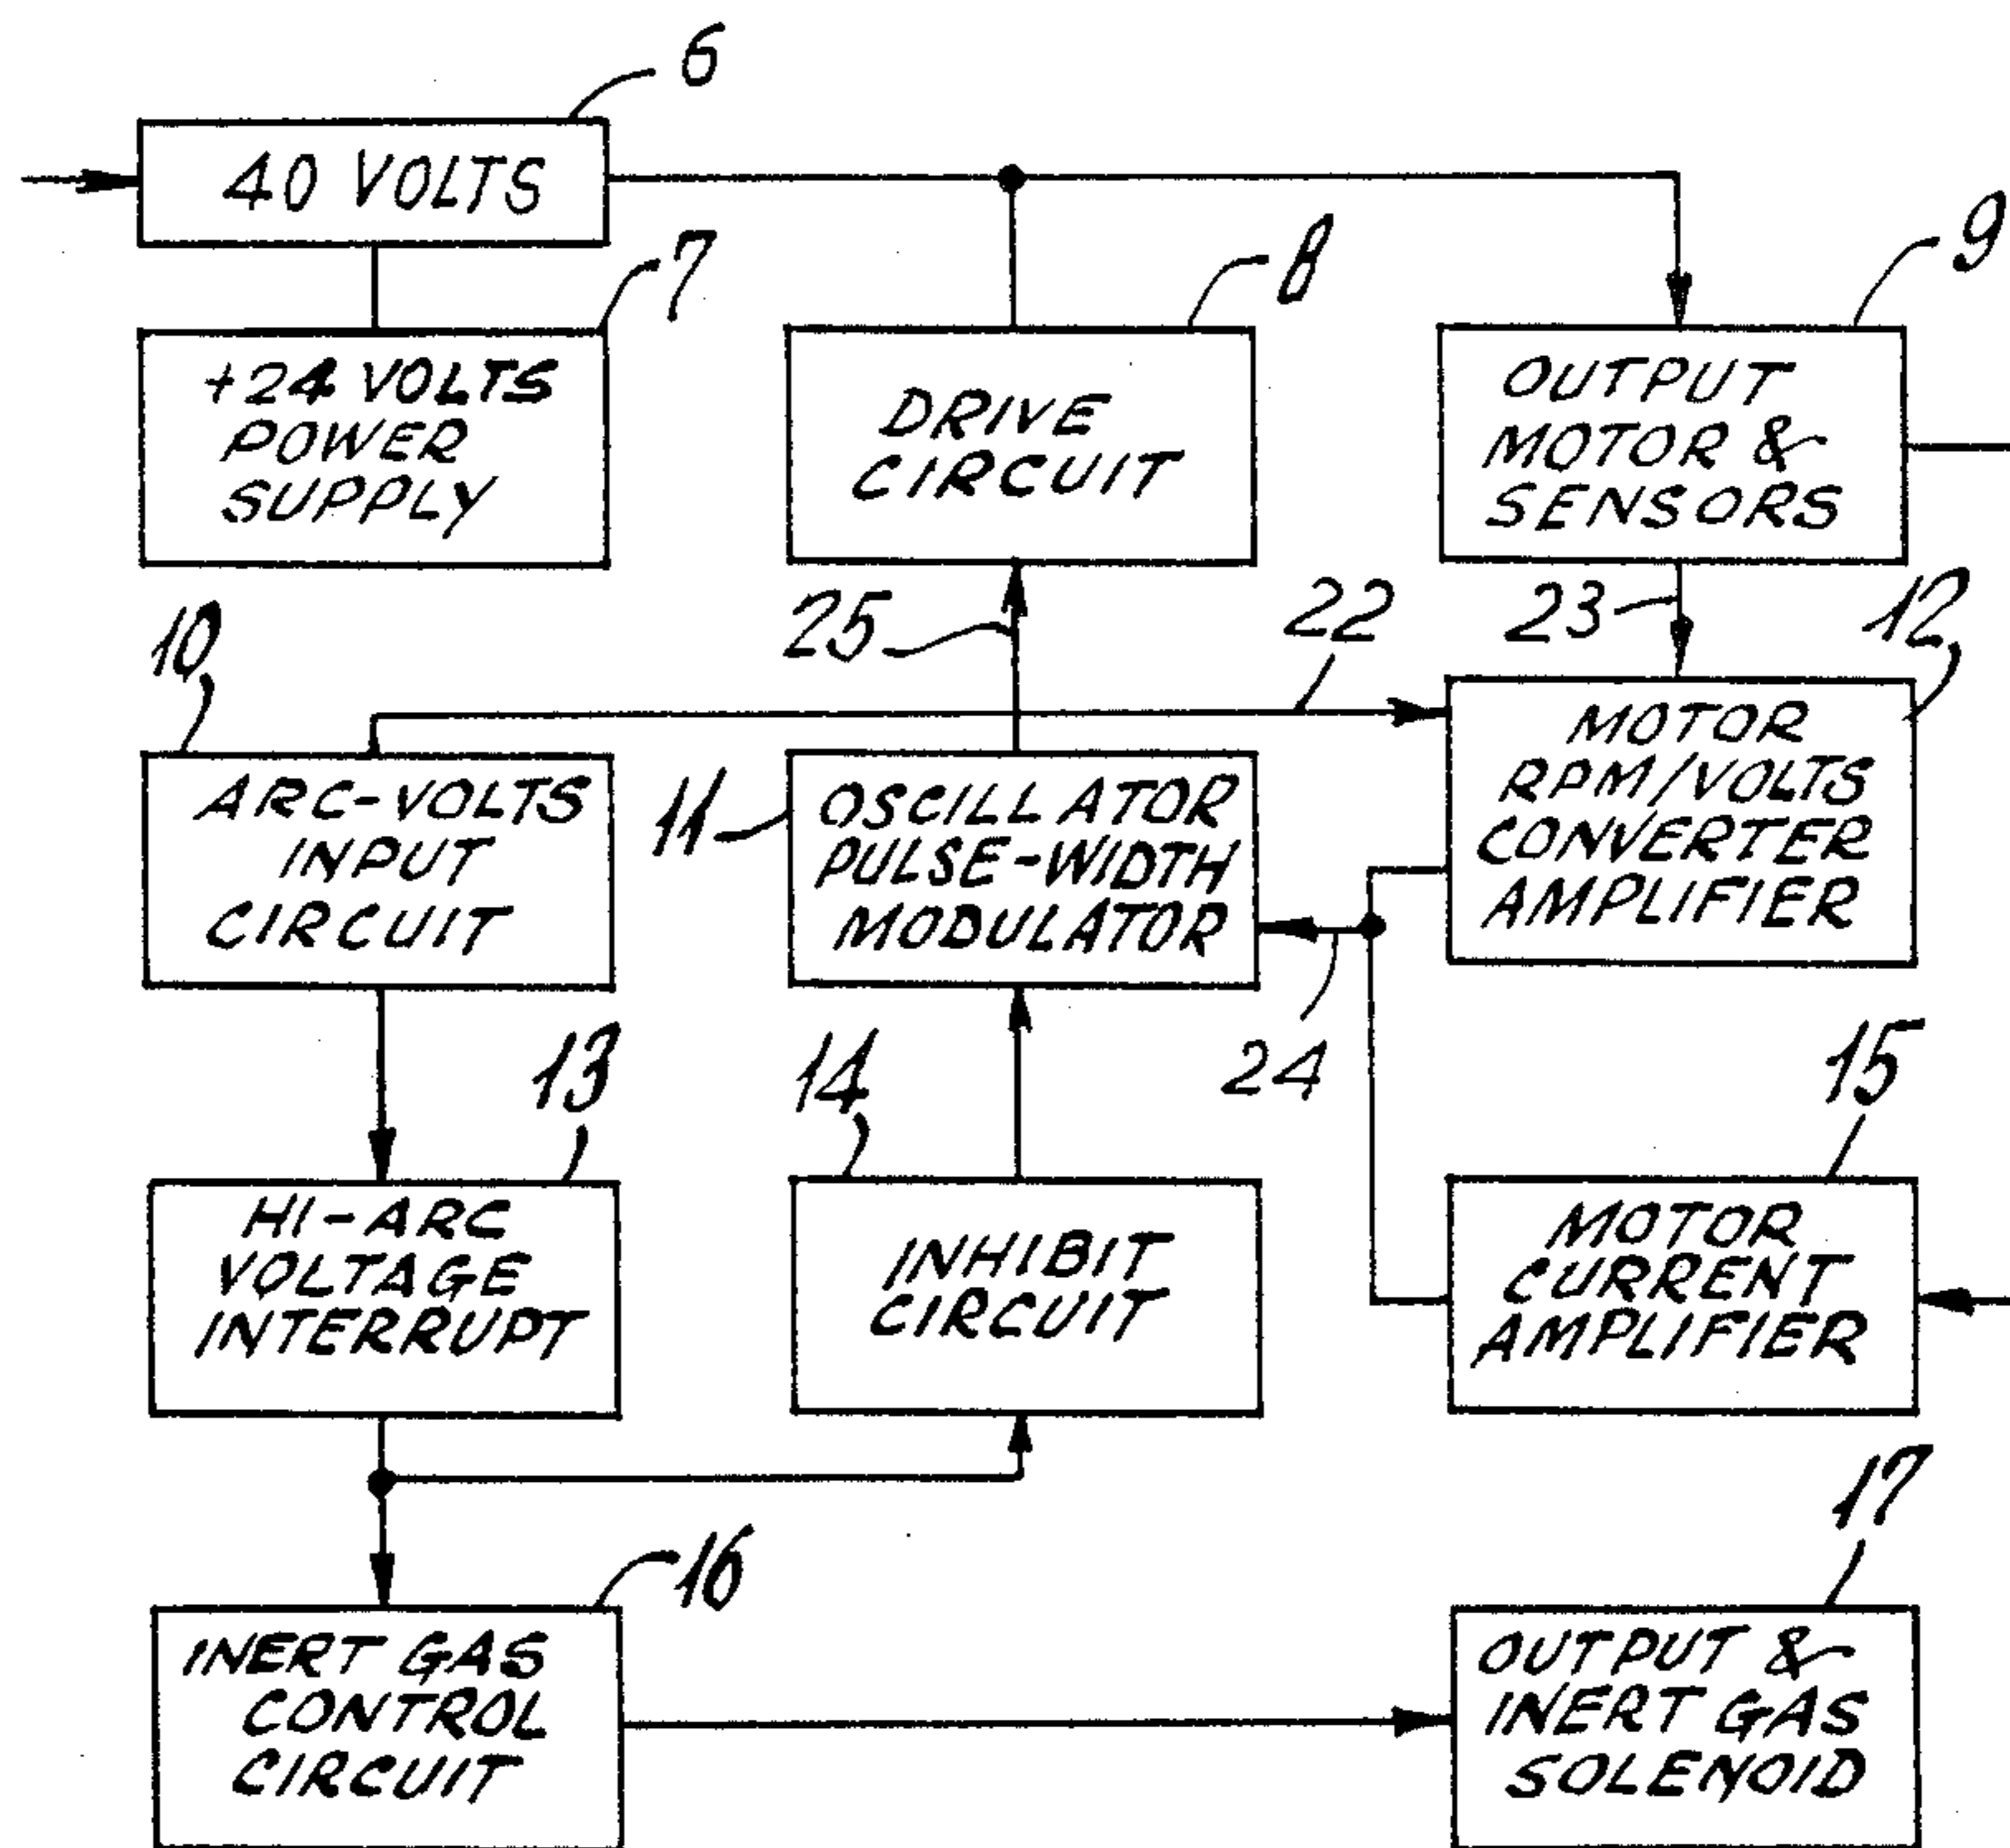 6
40 VOLTS
7
+24 VOLTS
POWER
SUPPLY
8
DRIVE
CIRCUIT
9
OUTPUT
MOTOR &
SENSORS
25
22
23
12
10
ARC-VOLTS
INPUT
CIRCUIT
11
OSCILLATOR
PULSE-WIDTH
MODULATOR
MOTOR
RPM/VOLTS
CONVERTER
AMPLIFIER
24
13
HI-ARC
VOLTAGE
INTERRUPT
14
INHIBIT
CIRCUIT
15
MOTOR
CURRENT
AMPLIFIER
16
INERT GAS
CONTROL
CIRCUIT
17
OUTPUT &
INERT GAS
SOLENOID